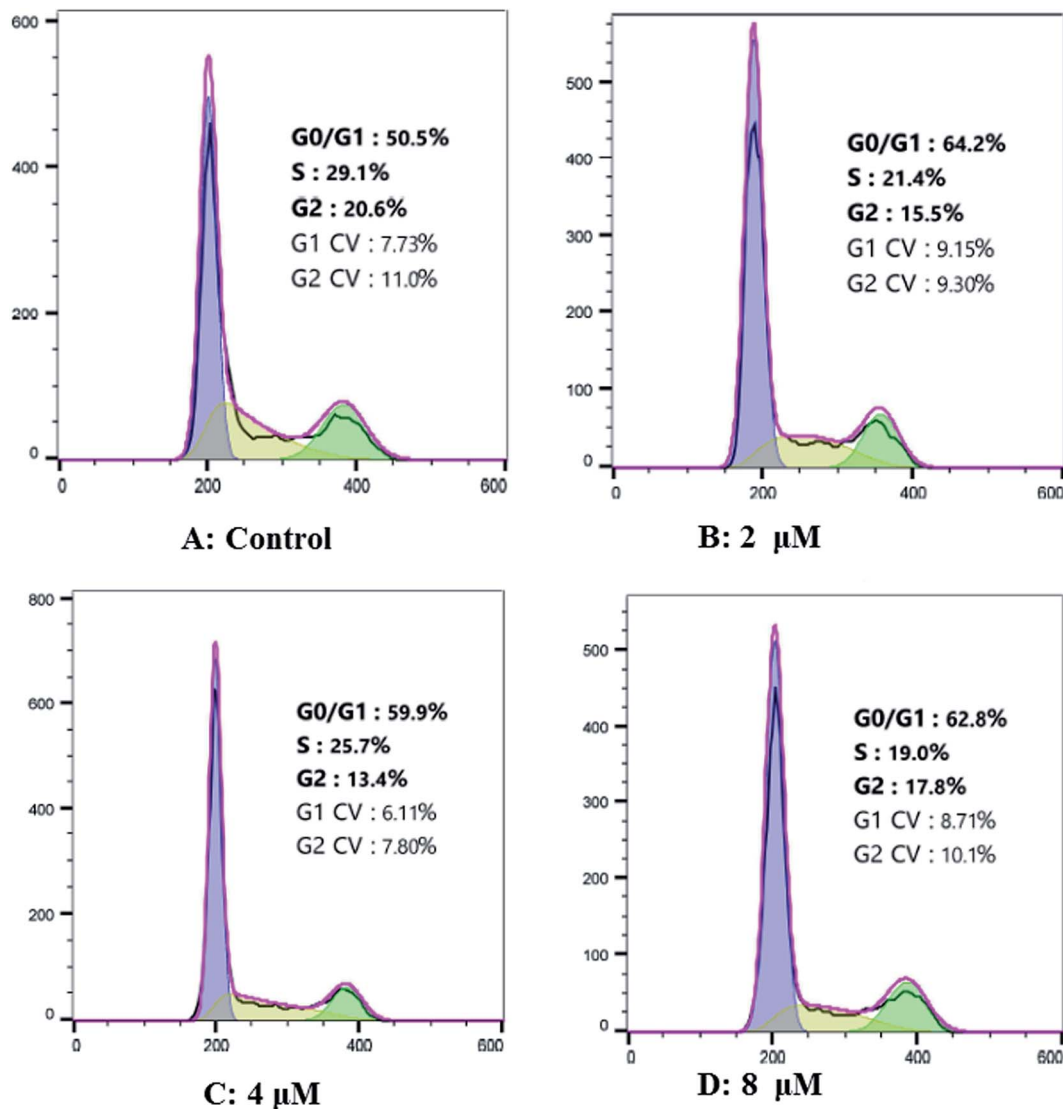 600
400
200
0
0
200
400
600
G0/G1 : 50.5%
S : 29.1%
G2 : 20.6%
G1 CV : 7.73%
G2 CV : 11.0%
A: Control
500
400
300
200
100
0
0
200
400
600
G0/G1 : 64.2%
S : 21.4%
G2 : 15.5%
G1 CV : 9.15%
G2 CV : 9.30%
B: 2 μM
800
600
400
200
0
0
200
400
600
G0/G1 : 59.9%
S : 25.7%
G2 : 13.4%
G1 CV : 6.11%
G2 CV : 7.80%
C: 4 μM
500
400
300
200
100
0
0
200
400
600
G0/G1 : 62.8%
S : 19.0%
G2 : 17.8%
G1 CV : 8.71%
G2 CV : 10.1%
D: 8 μM